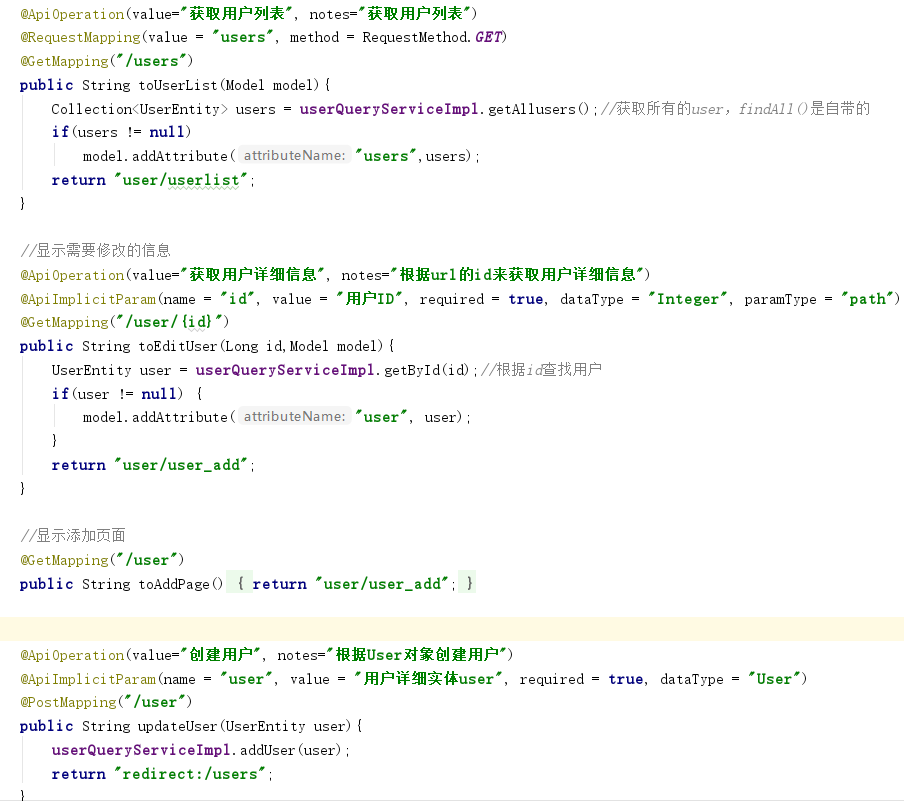 @ApiOperation(value="获取用户列表", notes="获取用户列表")
@RequestMapping(value = "users", method = RequestMethod.GET)
@GetMapping("/users")
public String toUserList(Model model){
    Collection<UserEntity> users = userQueryServiceImpl.getAllusers();//获取所有的user，findAll()是自带的
    if(users != null)
        model.addAttribute( attributeName: "users",users);
    return "user/userlist";
}

//显示需要修改的信息
@ApiOperation(value="获取用户详细信息", notes="根据url的id来获取用户详细信息")
@ApiImplicitParam(name = "id", value = "用户ID", required = true, dataType = "Integer", paramType = "path")
@GetMapping("/user/{id}")
public String toEditUser(Long id,Model model){
    UserEntity user = userQueryServiceImpl.getById(id);//根据id查找用户
    if(user != null) {
        model.addAttribute( attributeName: "user", user);
    }
    return "user/user_add";
}

//显示添加页面
@GetMapping("/user")
public String toAddPage() { return "user/user_add"; }

@ApiOperation(value="创建用户", notes="根据User对象创建用户")
@ApiImplicitParam(name = "user", value = "用户详细实体user", required = true, dataType = "User")
@PostMapping("/user")
public String updateUser(UserEntity user){
    userQueryServiceImpl.addUser(user);
    return "redirect:/users";
}